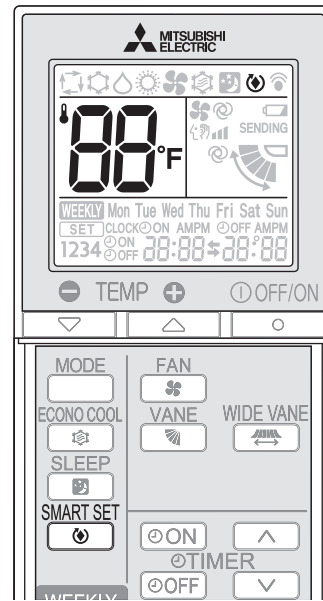 MITSUBISHI
ELECTRIC
88°F
SENDING
WEEKLY Mon Tue Wed Thu Fri Sat Sun
SET CLOCK ON AMPM OFF AMPM
1234 ON OFF 88:88 88:88
TEMP OFF/ON
MODE FAN
ECONO COOL VANE WIDE VANE
SLEEP
SMART SET
ON
TIMER
OFF
WEEKLY